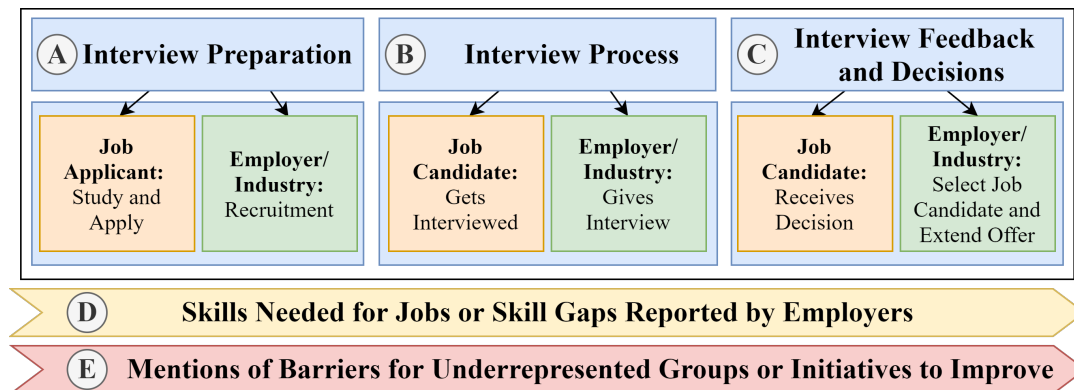 A Interview Preparation
B Interview Process
C Interview Feedback
and Decisions
Job
Applicant:
Study and
Apply
Employer/
Industry:
Recruitment
Job
Candidate:
Gets
Interviewed
Employer/
Industry:
Gives
Interview
Job
Candidate:
Receives
Decision
Employer/
Industry:
Select Job
Candidate and
Extend Offer
D Skills Needed for Jobs or Skill Gaps Reported by Employers
E Mentions of Barriers for Underrepresented Groups or Initiatives to Improve